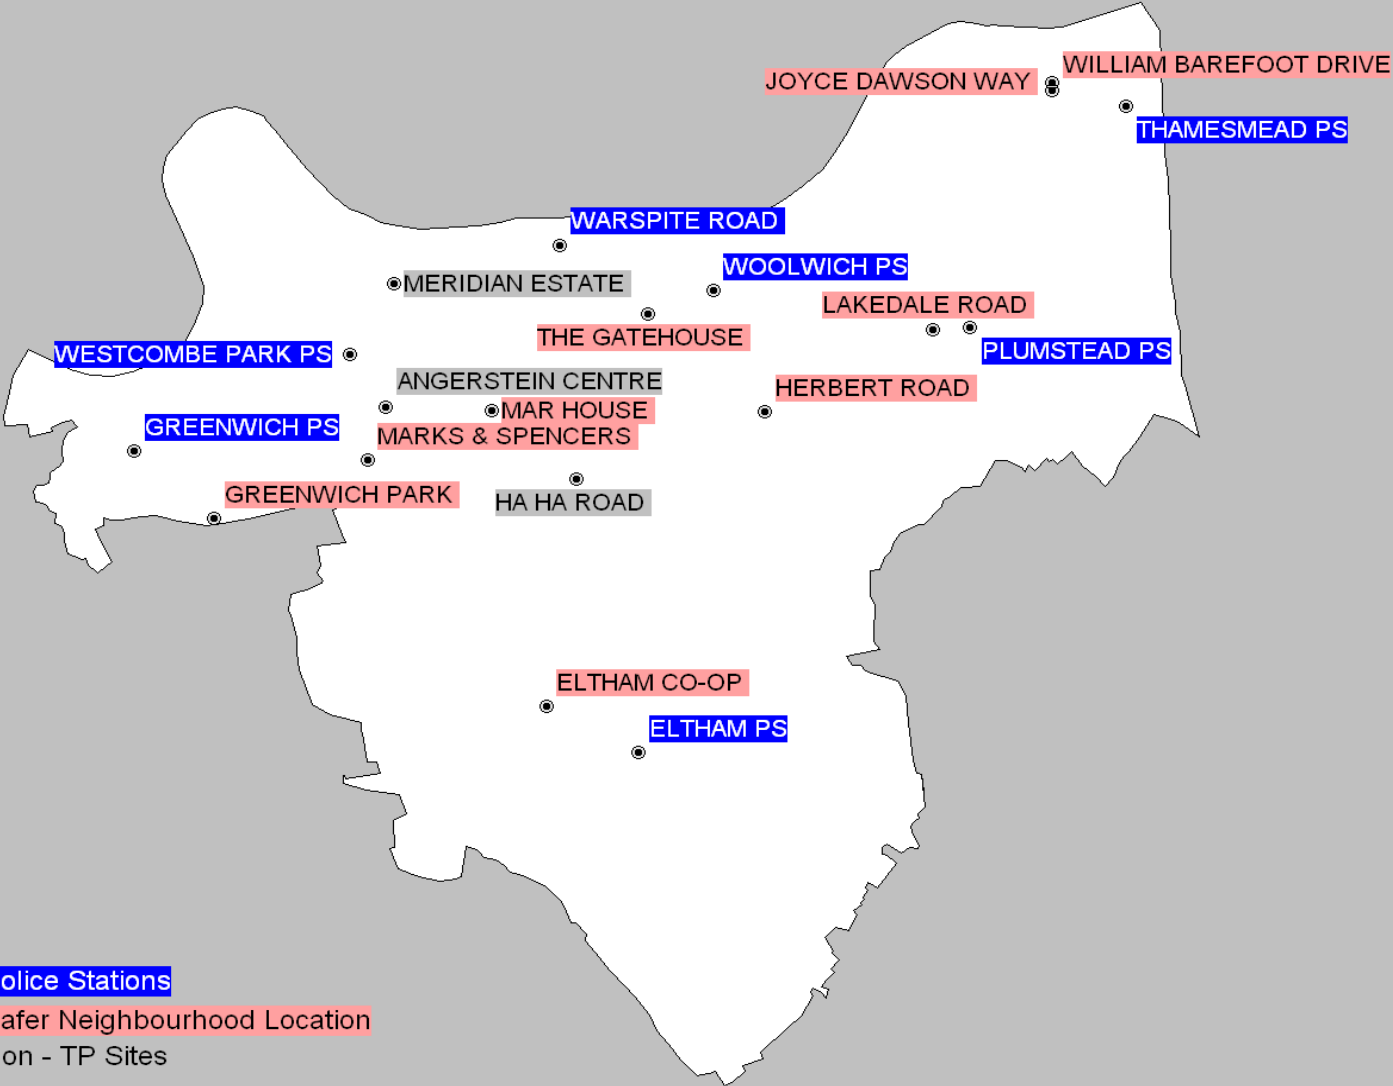 WILLIAM BAREFOOT DRIVE
JOYCE DAWSON WAY
THAMESMEAD PS
WARSPITE ROAD
WOOLWICH PS
MERIDIAN ESTATE
LAKEDALE ROAD
THE GATEHOUSE
WESTCOMBE PARK PS
PLUMSTEAD PS
ANGERSTEIN CENTRE
HERBERT ROAD
MAR HOUSE
GREENWICH PS
MARKS & SPENCERS
GREENWICH PARK
HA HA ROAD
ELTHAM CO-OP
ELTHAM PS
olice Stations
afer Neighbourhood Location
on - TP Sites